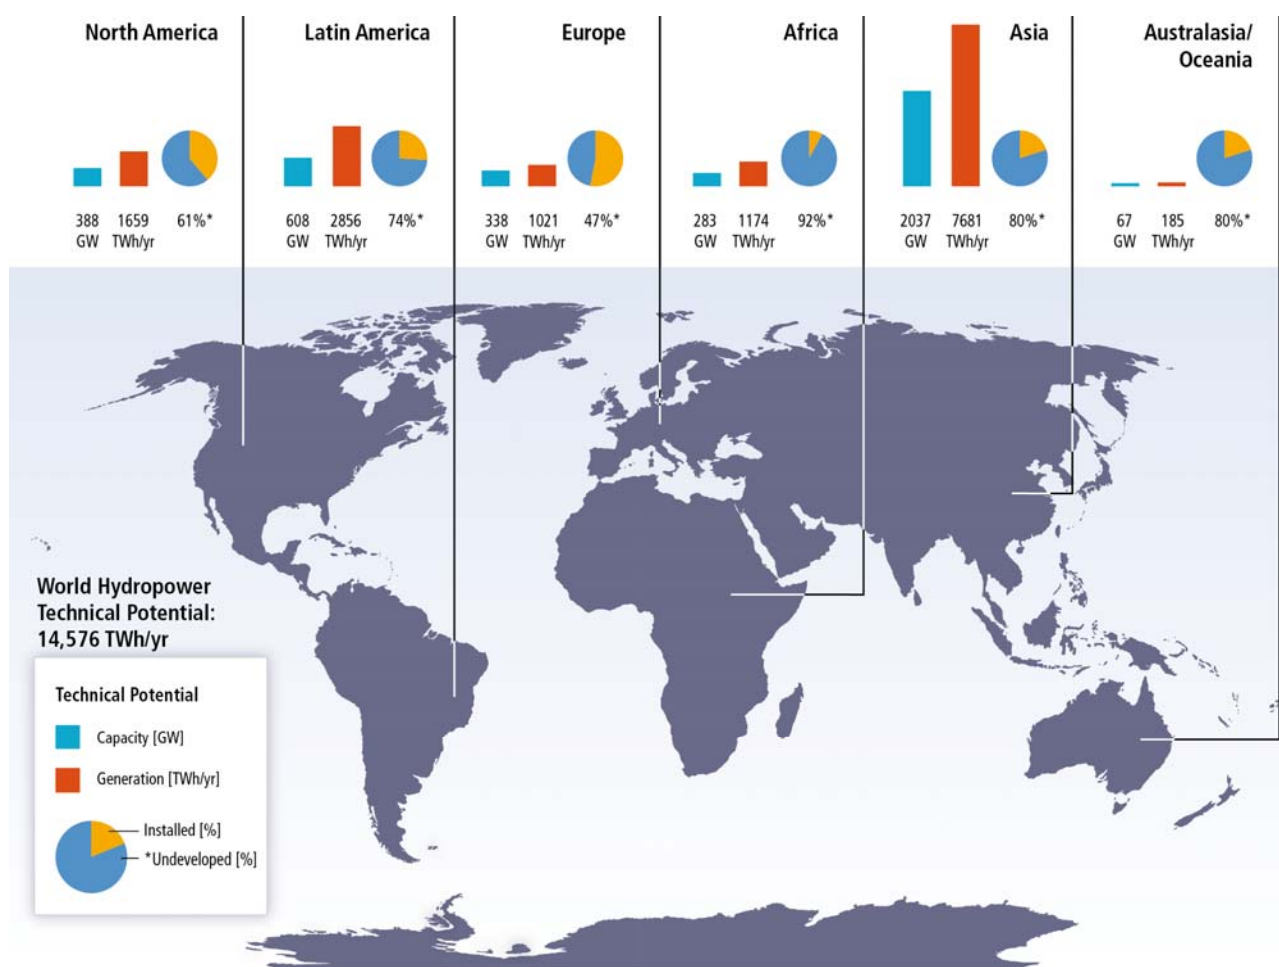 North America
388
GW
1659
TWh/yr
61%*
Latin America
608
GW
2856
TWh/yr
74%*
Europe
338
GW
1021
TWh/yr
47%*
Africa
283
GW
1174
TWh/yr
92%*
Asia
2037
GW
7681
TWh/yr
80%*
Australasia/
Oceania
67
GW
185
TWh/yr
80%*
World Hydropower
Technical Potential:
14,576 TWh/yr
Technical Potential
Capacity [GW]
Generation [TWh/yr]
Installed [%]
*Undeveloped [%]